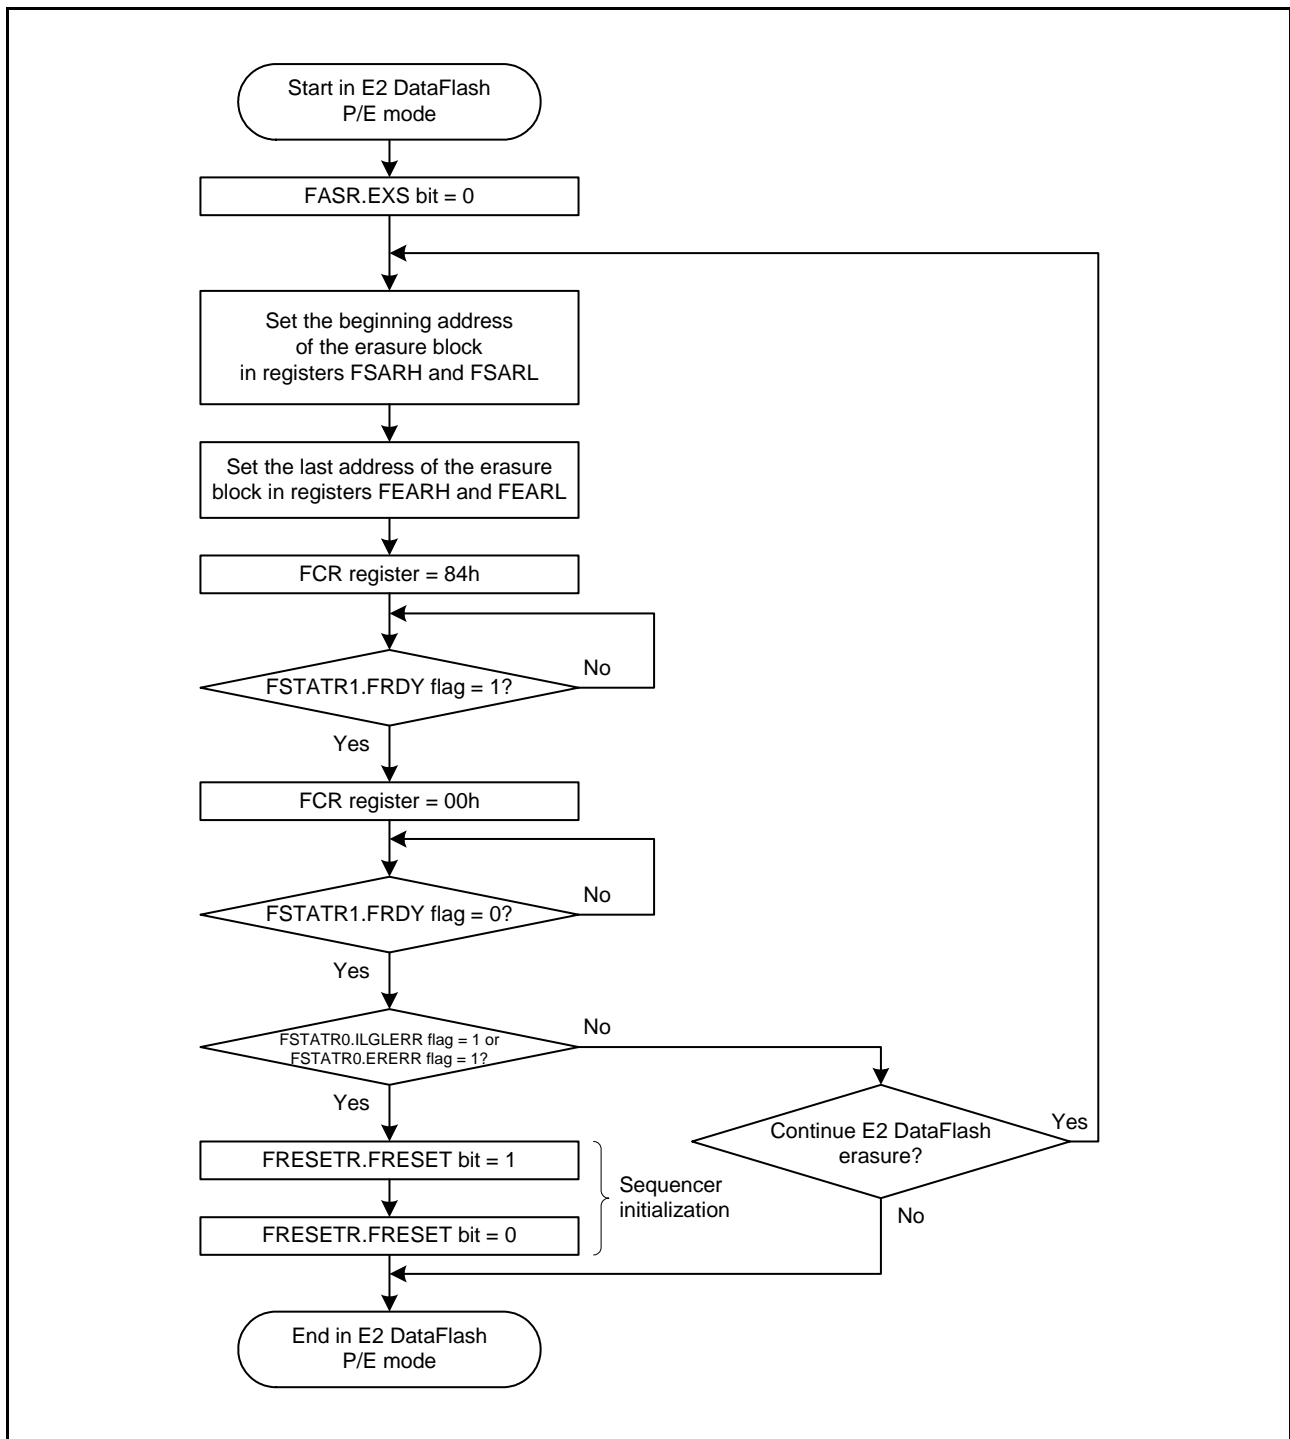 Start in E2 DataFlash
P/E mode
FASR.EXS bit = 0
Set the beginning address
of the erasure block
in registers FSARH and FSARL
Set the last address of the erasure
block in registers FEARH and FEARL
FCR register = 84h
No
FSTATR1.FRDY flag = 1?
Yes
FCR register = 00h
No
FSTATR1.FRDY flag = 0?
Yes
No
FSTATR0.ILGLERR flag = 1 or
FSTATR0.ERERR flag = 1?
Yes
Continue E2 DataFlash
erasure?
Yes
No
FRESETR.FRESET bit = 1
FRESETR.FRESET bit = 0
Sequencer
initialization
End in E2 DataFlash
P/E mode